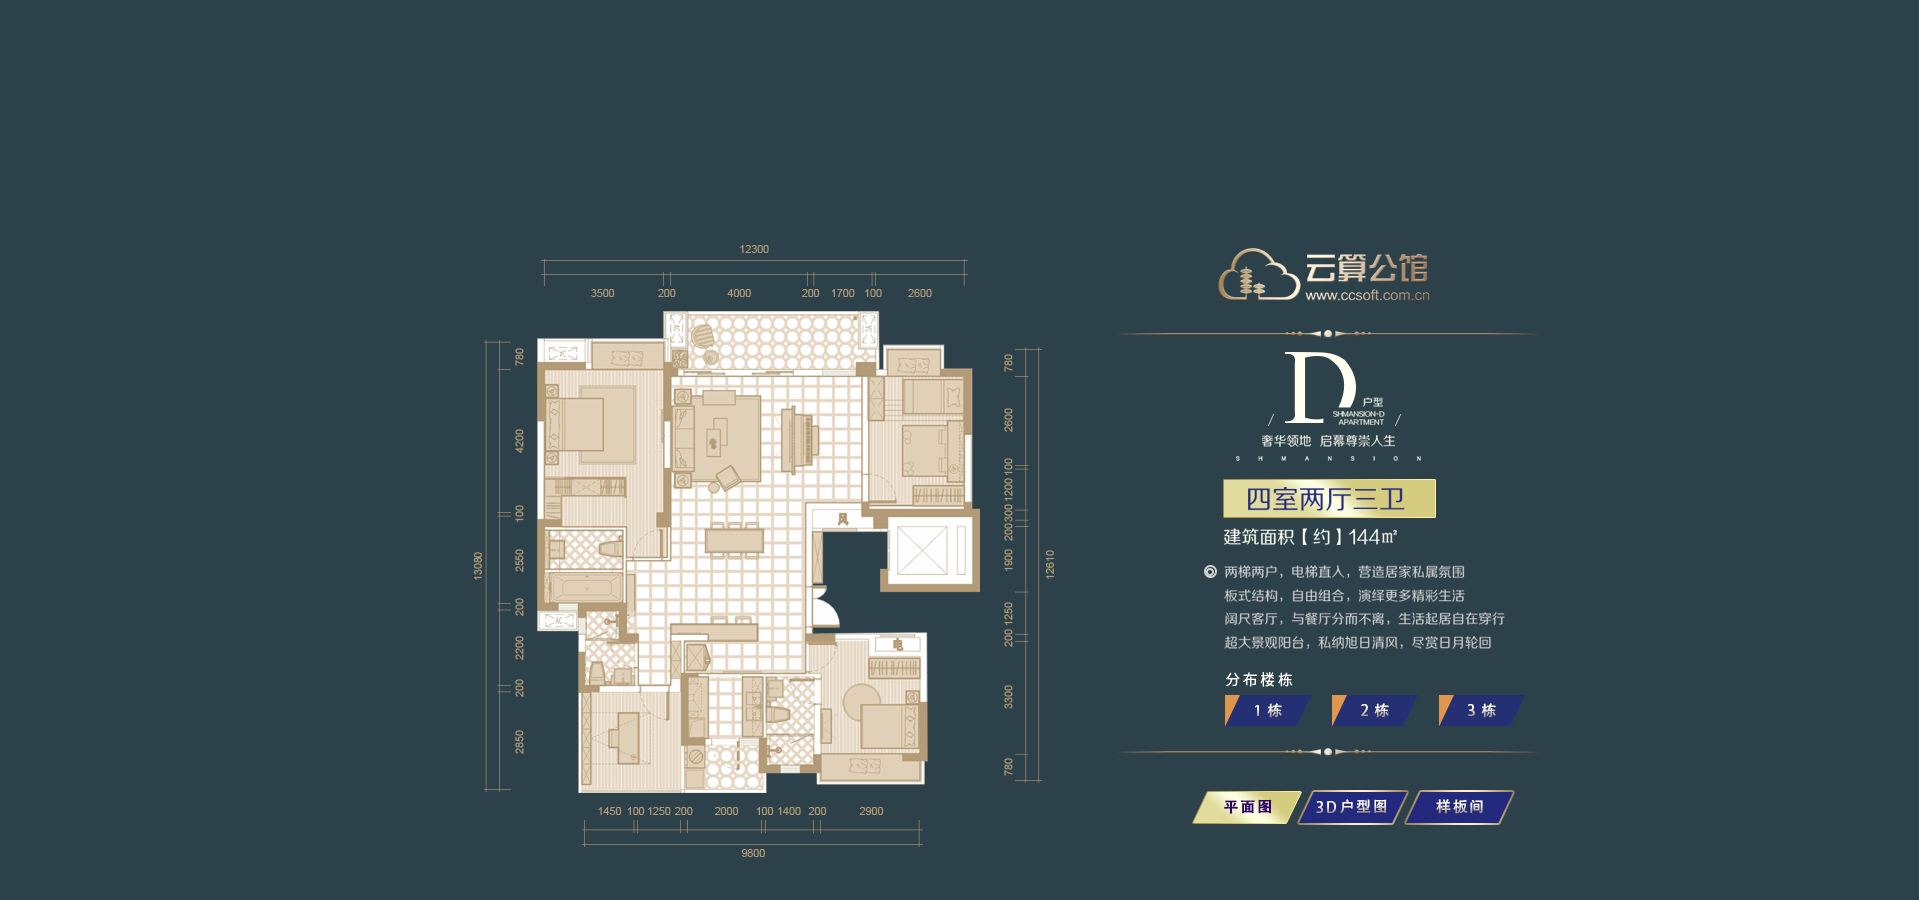 12300
3500 200 4000 200 1700 100 2600
13080
780
4200
100
2550
200
2200
200
2850
风
电
780
2600
100
1200
300
200
1900
1250
200
3300
780
12610
1450 100 1250 200 2000 100 1400 200 2900
9800
云算公馆
www.ccsoft.com.cn
D户型
SHMANSION-D
APARTMENT
奢华领地 启幕尊崇人生
SHMANSION
四室两厅三卫
建筑面积【约】144㎡
两梯两户，电梯直入，营造居家私属氛围
板式结构，自由组合，演绎更多精彩生活
阔尺客厅，与餐厅分而不离，生活起居自在穿行
超大景观阳台，私纳旭日清风，尽赏日月轮回
分布楼栋
1 栋 2 栋 3 栋
平面图 3D户型图 样板间